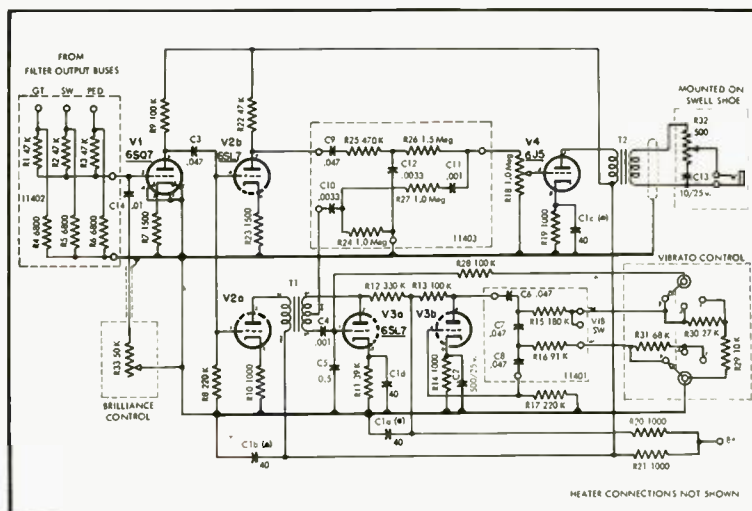 FROM
FILTER OUTPUT BUSES
GT SW PED
R1 47 K
R2 47 K
R3 47 K
11402
R4 6800
R5 6800
R6 6800
C14 .01
R33 50 K
BRILLIANCE
CONTROL
R9 100 K
V1
6SQ7
R7 1500
C3
.047
R22 47 K
V2b
6SL7
R23 1500
V2a
R8 220 K
R10 1000
C1b (▲)
40
T1
C4
.001
C5
0.5
C9
.047
C10
.0033
R25 470 K
R26 1.5 Meg
C12
.0033
C11
.001
R27 1.0 Meg
R24 1.0 Meg
11403
R18 1.0 Meg
V4
6J5
R19 1000
C1c
40
T2
MOUNTED ON
SWELL SHOE
R32
500
C13
10/25 v.
R28 100 K
R12 330 K
R13 100 K
V3a
6SL7
V3b
R11 39 K
C1d
40
C1a
40
R14 1000
C2
500/25 v.
C6 .047
C7
.047
C8
.047
R15 180 K
R16 91 K
VIB
SW
11401
R17 220 K
VIBRATO CONTROL
R31 68 K
R30 27 K
R29 10 K
R20 1000
R21 1000
B+
HEATER CONNECTIONS NOT SHOWN